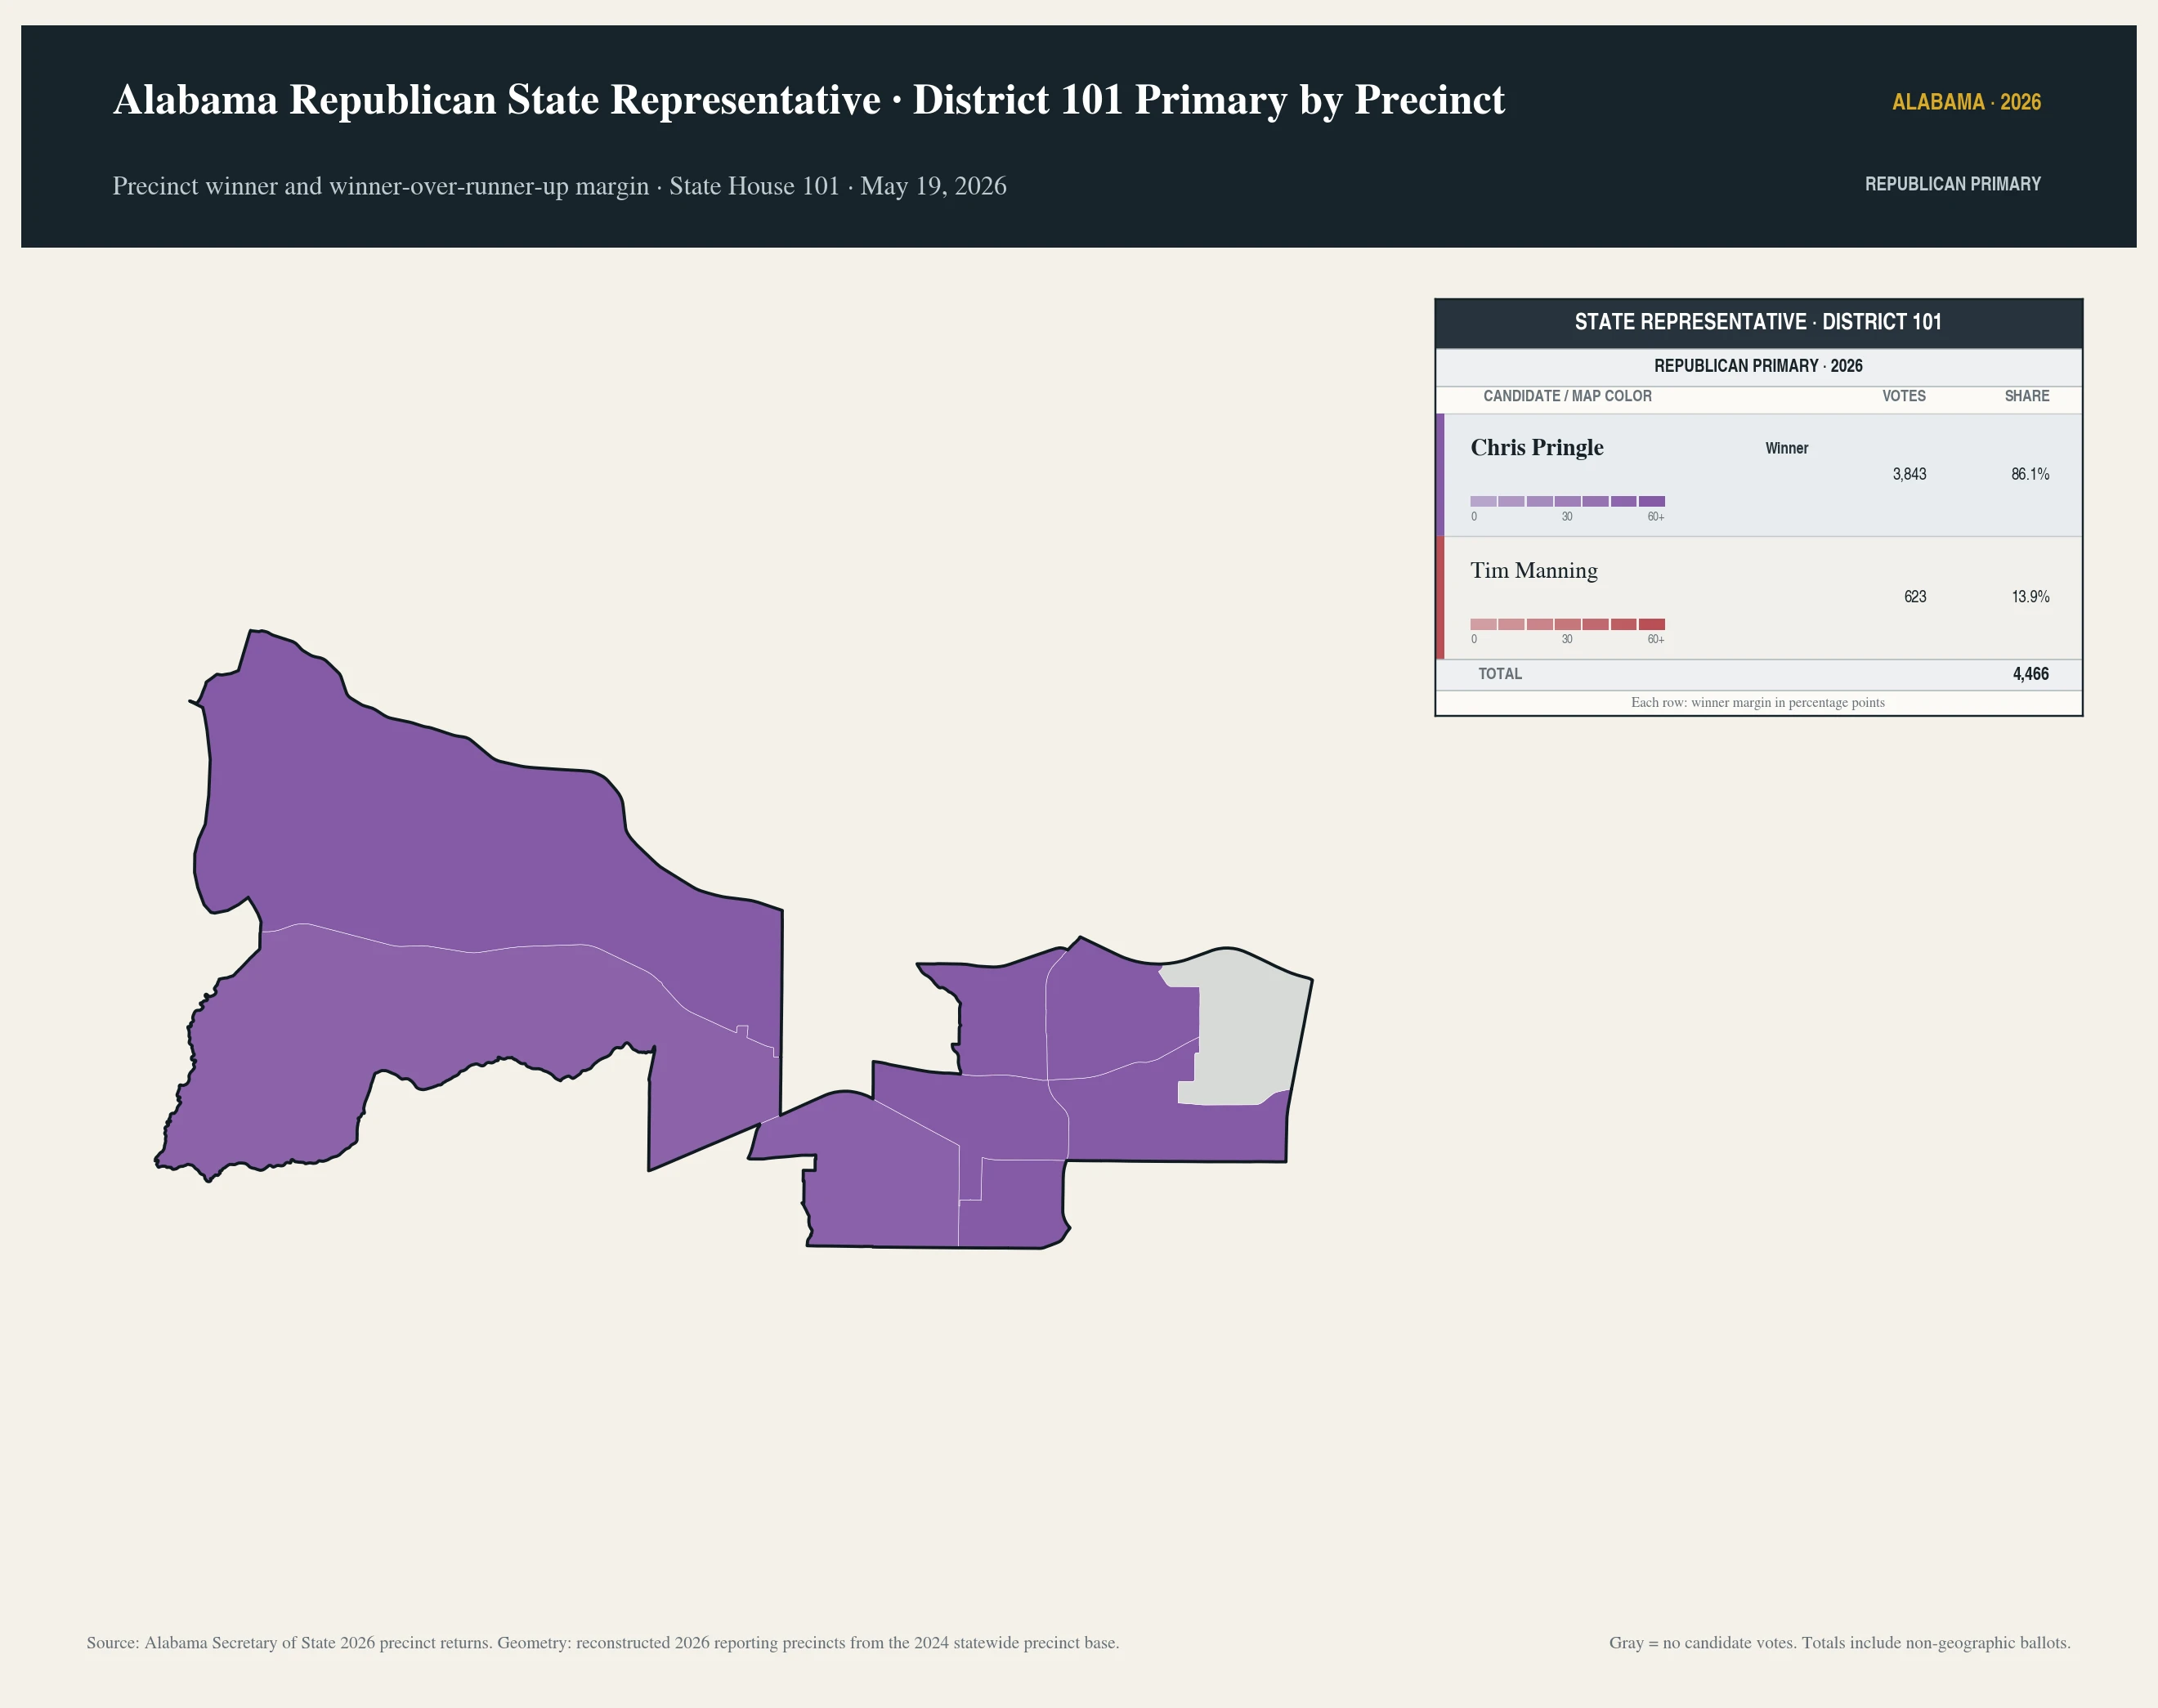 Alabama Republican State Representative · District 101 Primary by Precinct
ALABAMA · 2026
Precinct winner and winner-over-runner-up margin · State House 101 · May 19, 2026
REPUBLICAN PRIMARY
STATE REPRESENTATIVE · DISTRICT 101
REPUBLICAN PRIMARY · 2026
CANDIDATE / MAP COLOR VOTES SHARE
Chris Pringle Winner
3,843 86.1%
0 30 60+
Tim Manning
623 13.9%
0 30 60+
TOTAL 4,466
Each row: winner margin in percentage points
Source: Alabama Secretary of State 2026 precinct returns. Geometry: reconstructed 2026 reporting precincts from the 2024 statewide precinct base.
Gray = no candidate votes. Totals include non-geographic ballots.